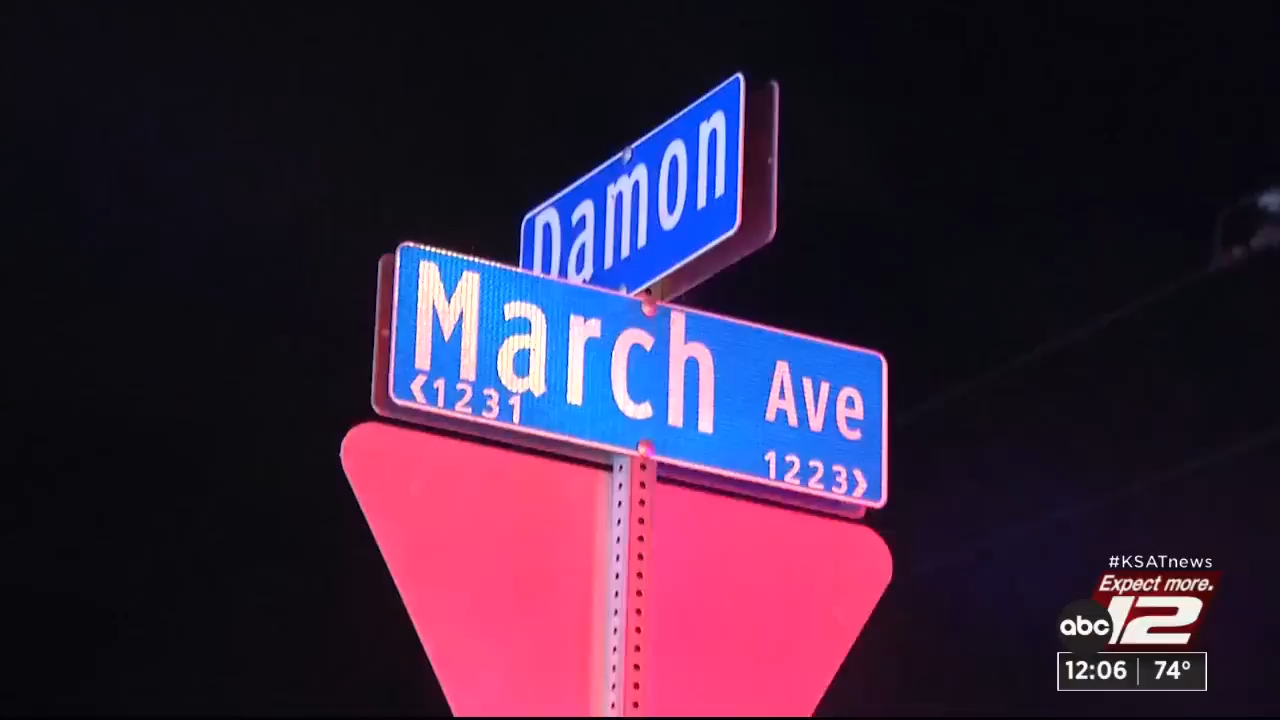 Damon
March Ave
<1231
1223>
#KSATnews
Expect more.
abc 12
12:06 74°